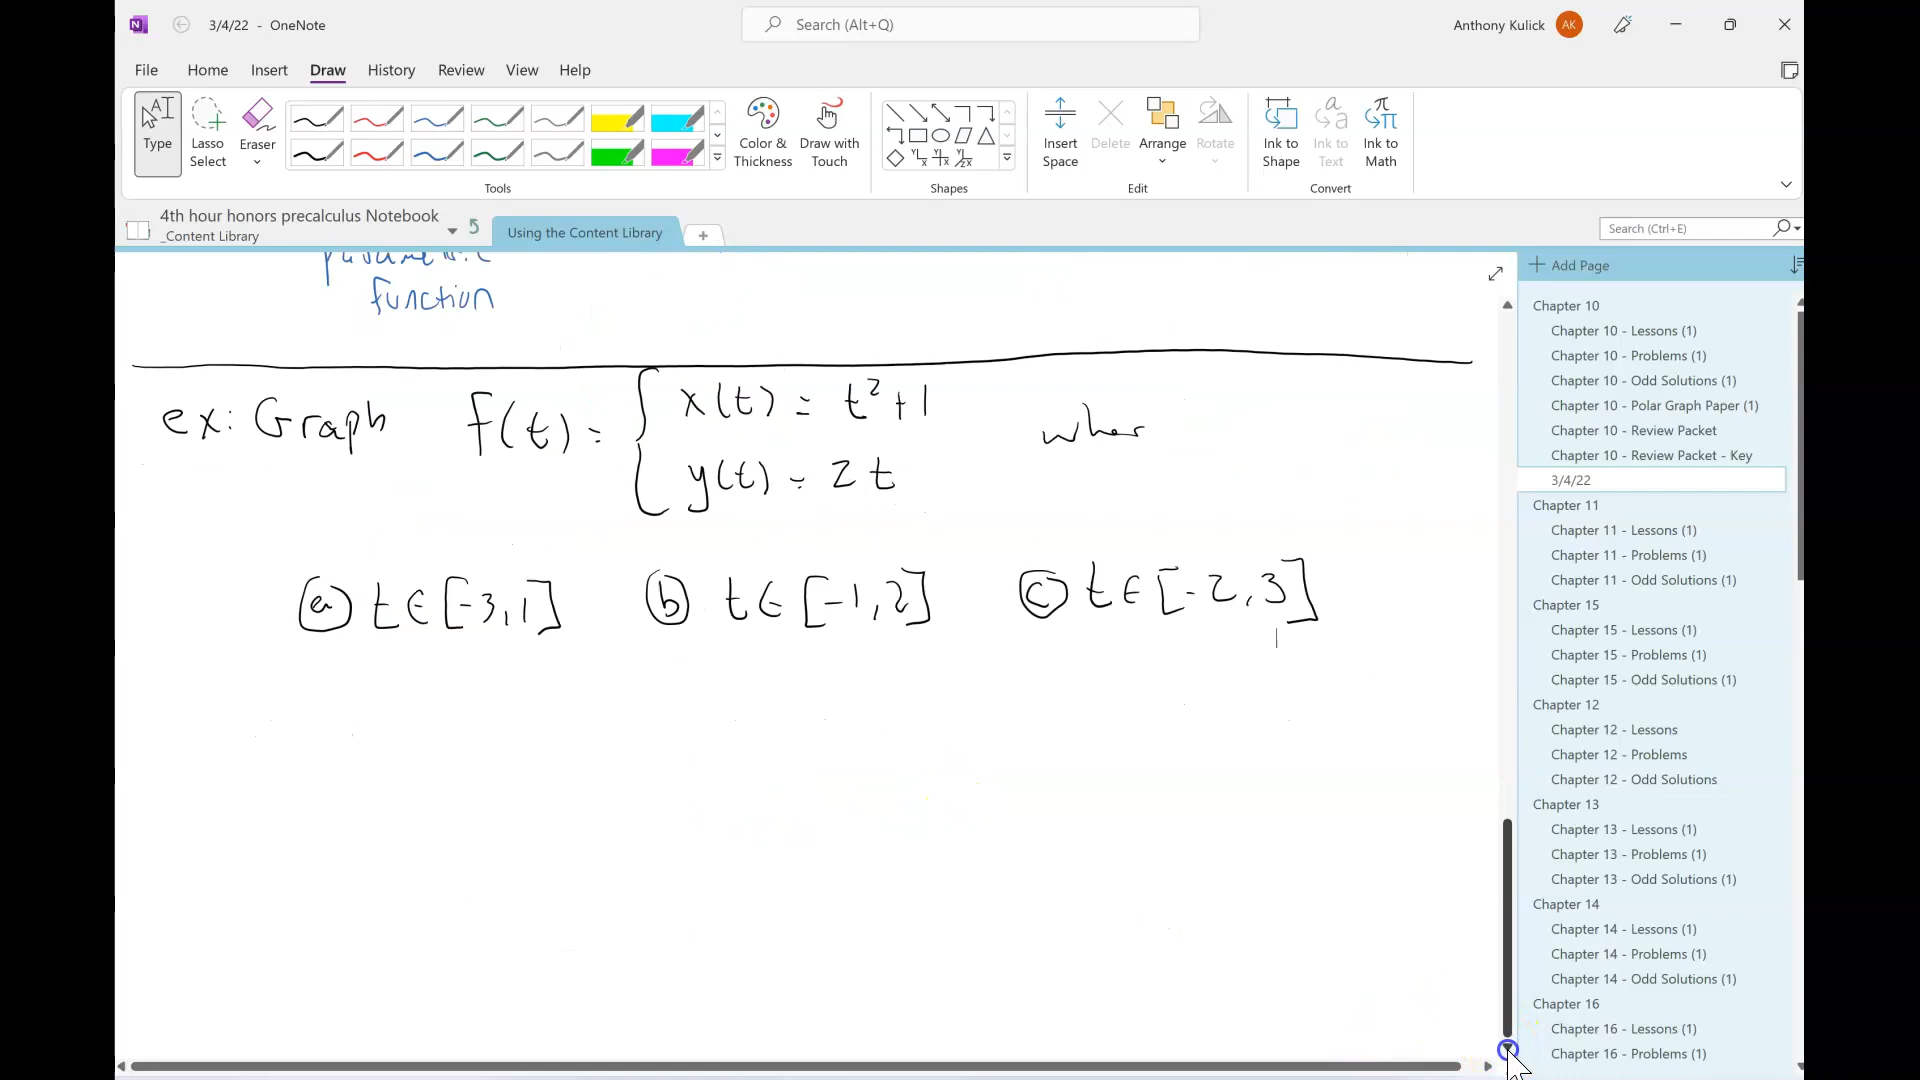 3/4/22 - OneNote
Search (Alt+Q)
Anthony Kulick
AK
File
Home
Insert
Draw
History
Review
View
Help
Type
Lasso Select
Eraser
Color & Thickness
Draw with Touch
Insert Space
Delete
Arrange
Rotate
Ink to Shape
Ink to Text
Ink to Math
Tools
Shapes
Edit
Convert
4th hour honors precalculus Notebook
_Content Library
Using the Content Library
Search (Ctrl+E)
function
ex: Graph f(t) = { x(t) = t²+1
y(t) = 2t
wher
ⓐ t∈[-3,1] ⓑ t∈[-1,2] ⓒ t∈[-2,3]
Add Page
Chapter 10
Chapter 10 - Lessons (1)
Chapter 10 - Problems (1)
Chapter 10 - Odd Solutions (1)
Chapter 10 - Polar Graph Paper (1)
Chapter 10 - Review Packet
Chapter 10 - Review Packet - Key
3/4/22
Chapter 11
Chapter 11 - Lessons (1)
Chapter 11 - Problems (1)
Chapter 11 - Odd Solutions (1)
Chapter 15
Chapter 15 - Lessons (1)
Chapter 15 - Problems (1)
Chapter 15 - Odd Solutions (1)
Chapter 12
Chapter 12 - Lessons
Chapter 12 - Problems
Chapter 12 - Odd Solutions
Chapter 13
Chapter 13 - Lessons (1)
Chapter 13 - Problems (1)
Chapter 13 - Odd Solutions (1)
Chapter 14
Chapter 14 - Lessons (1)
Chapter 14 - Problems (1)
Chapter 14 - Odd Solutions (1)
Chapter 16
Chapter 16 - Lessons (1)
Chapter 16 - Problems (1)